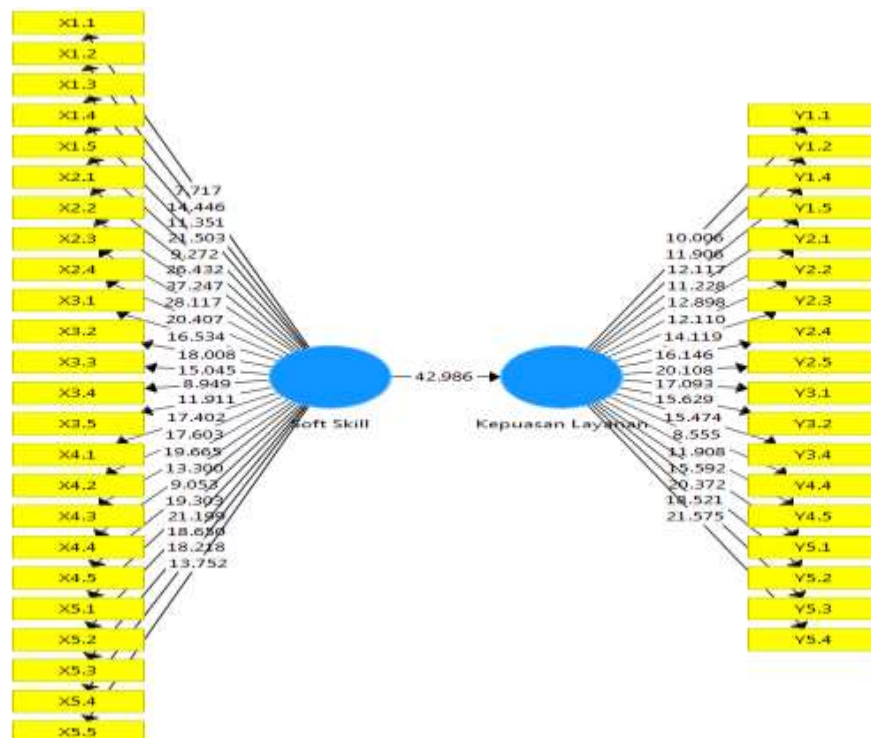 X1.1
X1.2
X1.3
X1.4
X1.5
X2.1
X2.2
X2.3
X2.4
X3.1
X3.2
X3.3
X3.4
X3.5
X4.1
X4.2
X4.3
X4.4
X4.5
X5.1
X5.2
X5.3
X5.4
X5.5
7.717
14.446
11.351
21.503
9.272
26.432
37.247
28.117
20.407
16.534
18.008
15.045
8.949
11.911
17.402
17.603
19.665
13.300
9.053
19.303
21.199
18.650
18.218
13.752
Soft Skill
42.986
Kepuasan Layanan
10.006
11.906
12.117
11.228
12.898
12.110
14.119
16.146
20.108
17.093
15.629
15.474
8.555
11.908
15.592
20.372
18.521
21.575
Y1.1
Y1.2
Y1.4
Y1.5
Y2.1
Y2.2
Y2.3
Y2.4
Y2.5
Y3.1
Y3.2
Y3.4
Y4.4
Y4.5
Y5.1
Y5.2
Y5.3
Y5.4